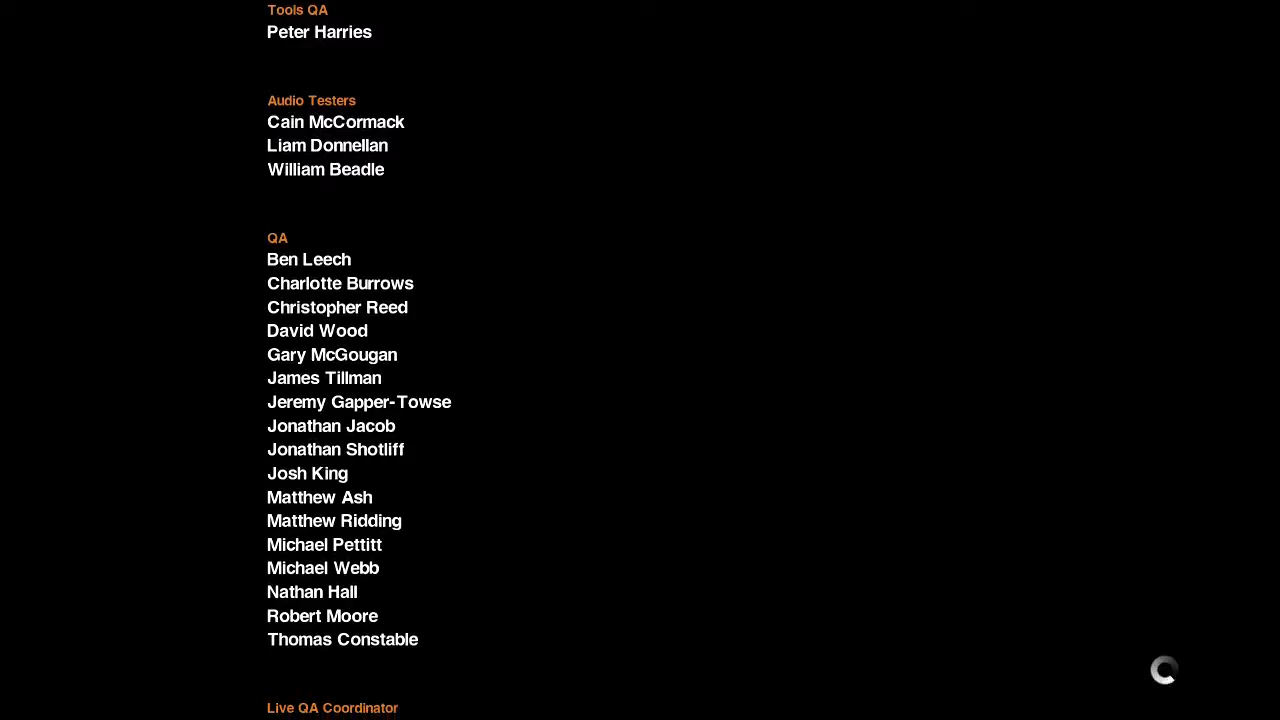 Tools QA
Peter Harries
Audio Testers
Cain McCormack
Liam Donnellan
William Beadle
QA
Ben Leech
Charlotte Burrows
Christopher Reed
David Wood
Gary McGougan
James Tillman
Jeremy Gapper-Towse
Jonathan Jacob
Jonathan Shotliff
Josh King
Matthew Ash
Matthew Ridding
Michael Pettitt
Michael Webb
Nathan Hall
Robert Moore
Thomas Constable
Live QA Coordinator